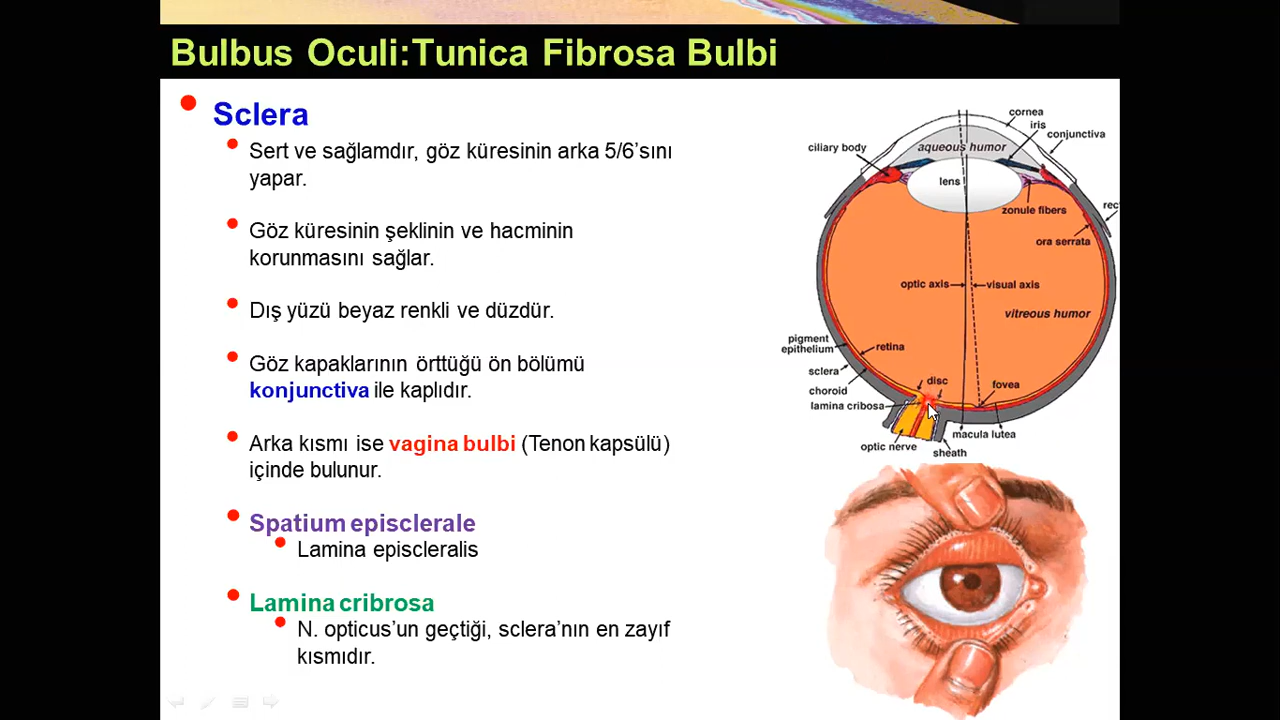 Bulbus Oculi:Tunica Fibrosa Bulbi
Sclera
Sert ve sağlamdır, göz küresinin arka 5/6’sını
yapar.
Göz küresinin şeklinin ve hacminin
korunmasını sağlar.
Dış yüzü beyaz renkli ve düzdür.
Göz kapaklarının örttüğü ön bölümü
konjunctiva ile kaplıdır.
Arka kısmı ise vagina bulbi (Tenon kapsülü)
içinde bulunur.
Spatium episclerale
Lamina episcleralis
Lamina cribrosa
N. opticus’un geçtiği, sclera’nın en zayıf
kısmıdır.
cornea
iris
conjunctiva
ciliary body
aqueous humor
lens
zonule fibers
rec
ora serrata
optic axis
visual axis
vitreous humor
pigment
epithelium
retina
sclera
choroid
disc
fovea
lamina cribosa
macula lutea
optic nerve
sheath